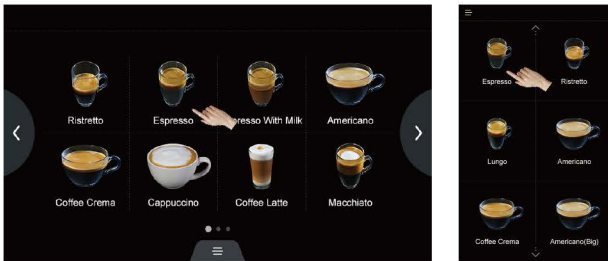 Ristretto
Espresso
resso With Milk
Americano
Coffee Crema
Cappuccino
Coffee Latte
Macchiato
Espresso
Ristretto
Lungo
Americano
Coffee Crema
Americano(Big)